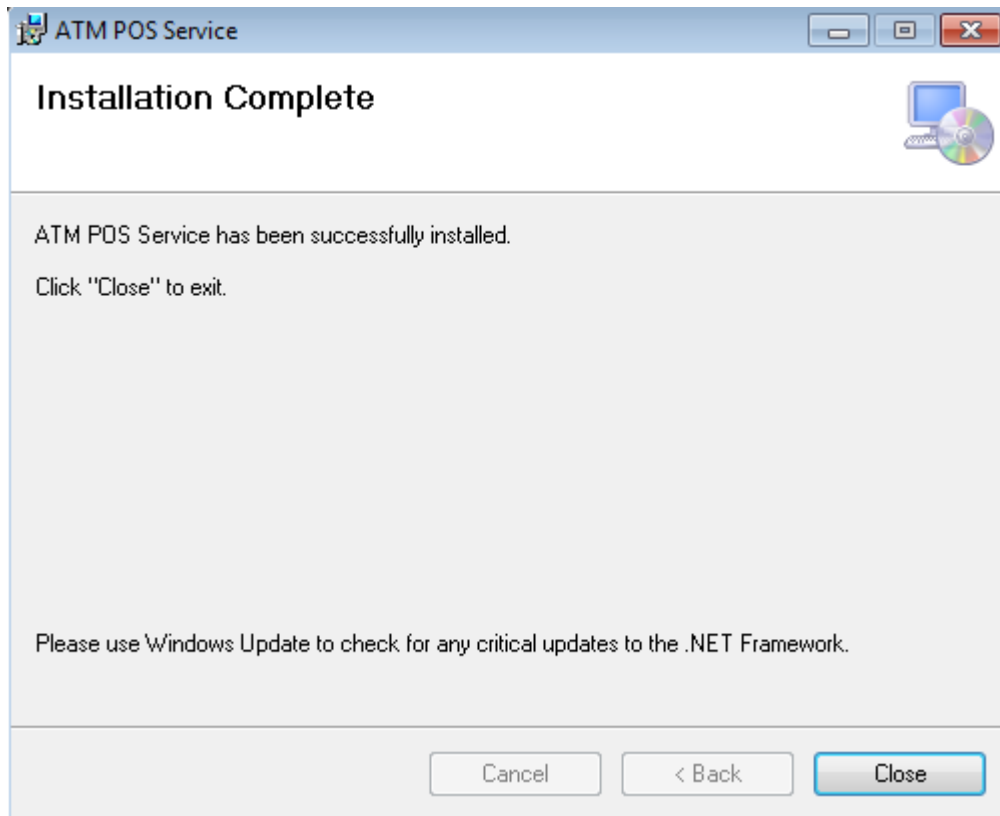 ATM POS Service
Installation Complete
ATM POS Service has been successfully installed.
Click "Close" to exit.
Please use Windows Update to check for any critical updates to the .NET Framework.
Cancel
< Back
Close